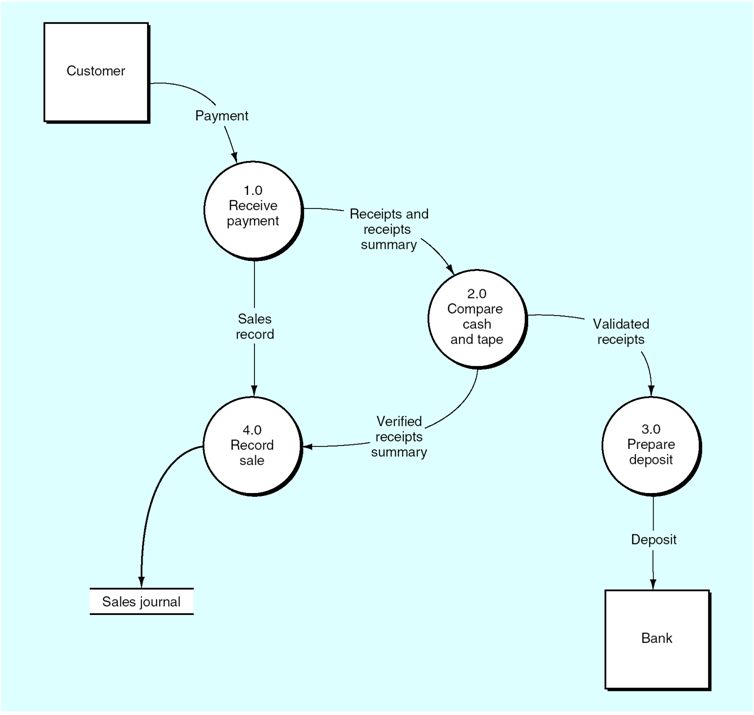 Customer
Payment
1.0
Receive
payment
Receipts and
receipts
summary
2.0
Compare
cash
and tape
Sales
record
Validated
receipts
4.0
Record
sale
Verified
receipts
summary
3.0
Prepare
deposit
Deposit
Sales journal
Bank